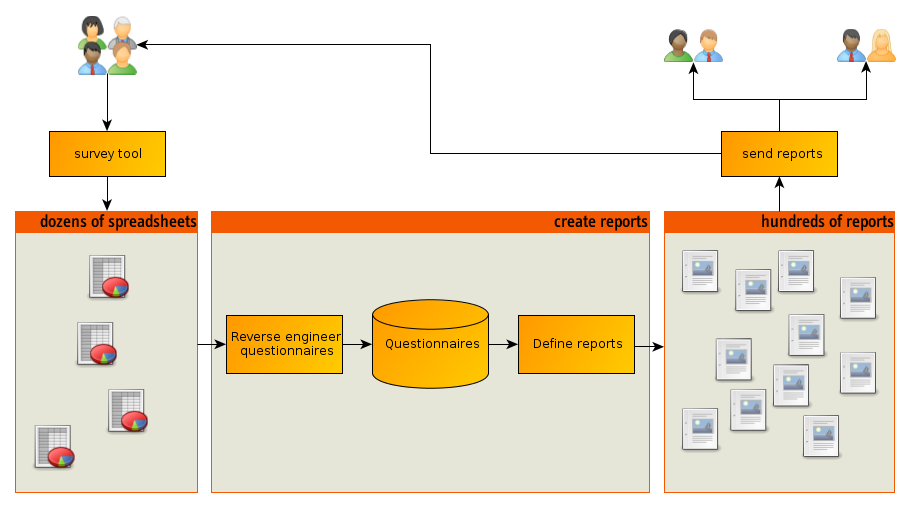 survey tool
send reports
dozens of spreadsheets
create reports
hundreds of reports
Reverse engineer
questionnaires
Questionnaires
Define reports